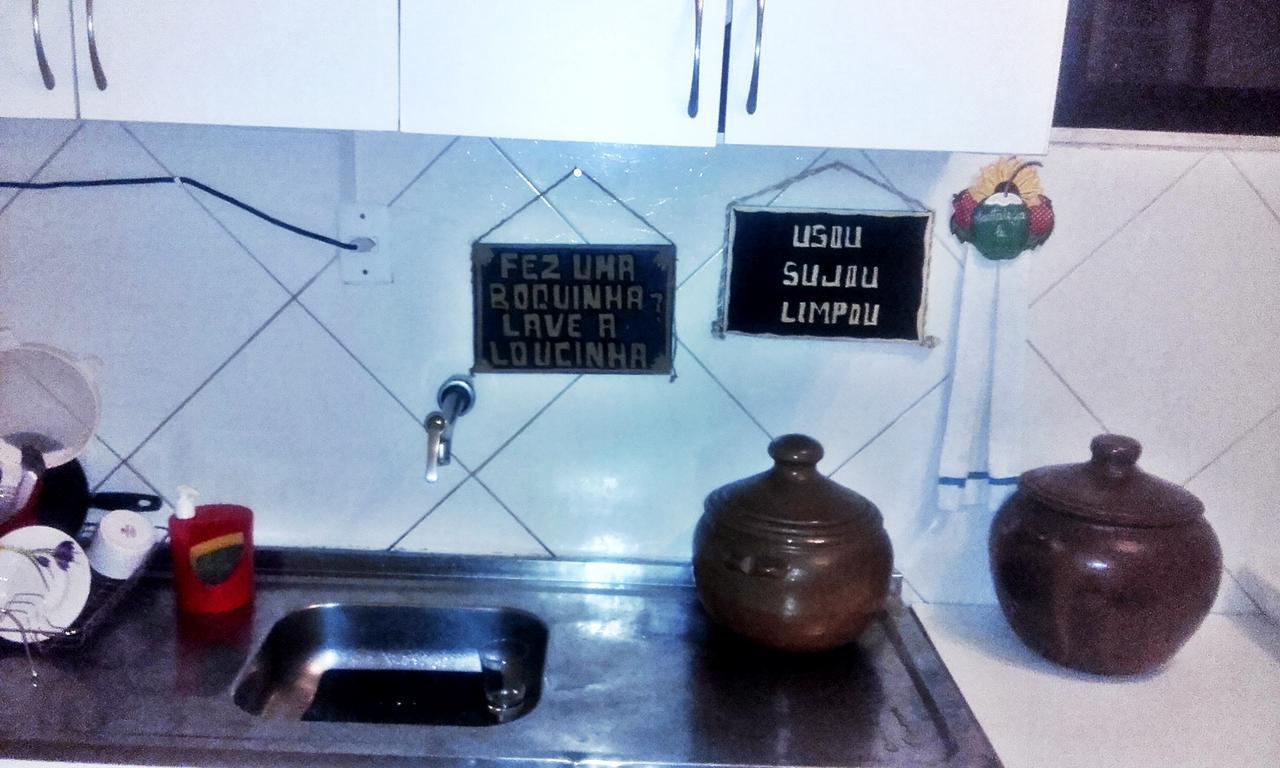 FEZ UMA
BOQUINHA?
LAVE A
LOUCINHA
USOU
SUJOU
LIMPOU